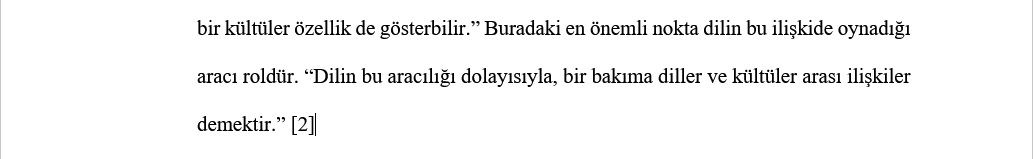 bir kültüler özellik de gösterbilir.” Buradaki en önemli nokta dilin bu ilişkide oynadığı
aracı roldür. “Dilin bu aracılığı dolayısıyla, bir bakıma diller ve kültüler arası ilişkiler
demektir.” [2]